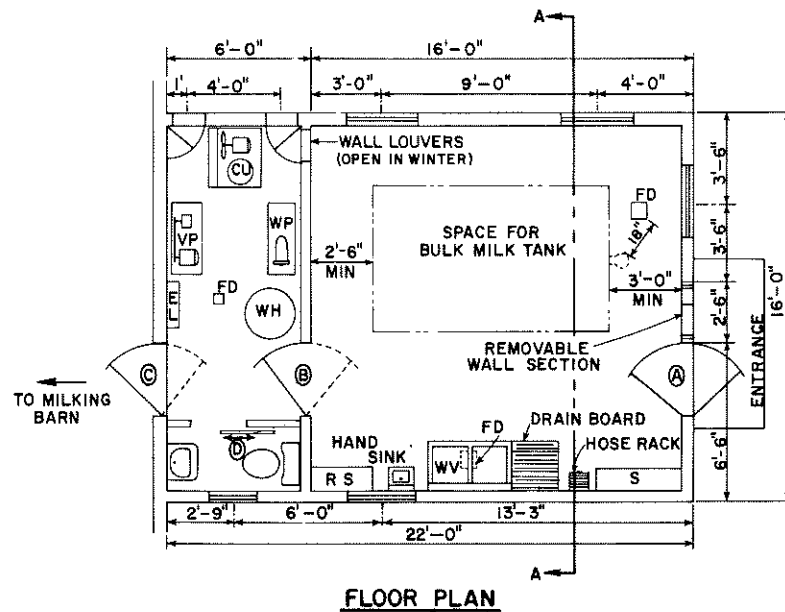 A
6'-0"
16'-0"
1'
4'-0"
3'-0"
9'-0"
4'-0"
WALL LOUVERS
(OPEN IN WINTER)
CU
3'-6"
FD
VP
WP
SPACE FOR
BULK MILK TANK
18"
2'-6"
MIN
3'-6"
3'-0"
MIN
EL
FD
WH
2'-6"
16'-0"
REMOVABLE
WALL SECTION
ENTRANCE
C
B
A
TO MILKING
BARN
D
HAND
SINK
FD
DRAIN BOARD
HOSE RACK
6'-6"
RS
WV
S
2'-9"
6'-0"
13'-3"
22'-0"
A
FLOOR PLAN